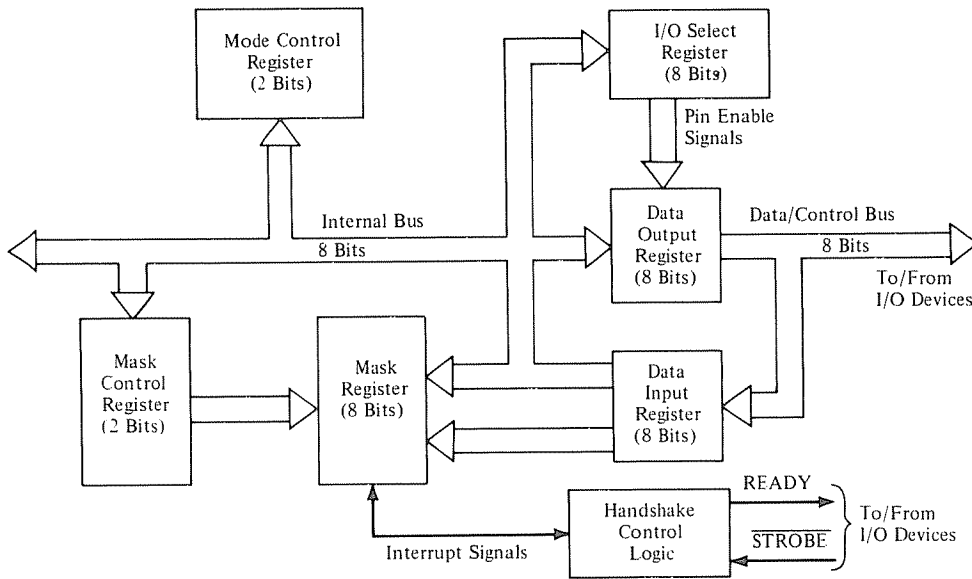 Mode Control
Register
(2 Bits)
I/O Select
Register
(8 Bits)
Pin Enable
Signals
Internal Bus
8 Bits
Data
Output
Register
(8 Bits)
Data/Control Bus
8 Bits
To/From
I/O Devices
Mask
Control
Register
(2 Bits)
Mask
Register
(8 Bits)
Data
Input
Register
(8 Bits)
Interrupt Signals
Handshake
Control
Logic
READY
STROBE
To/From
I/O Devices